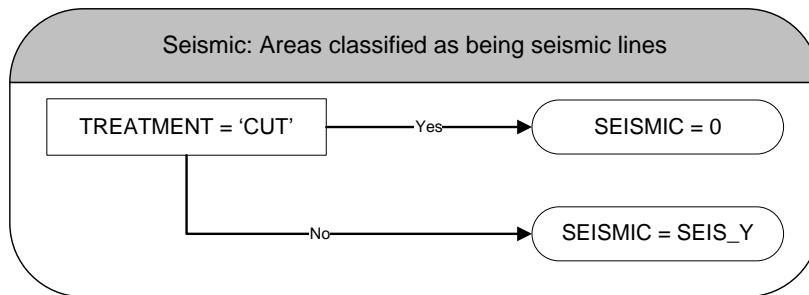 Seismic: Areas classified as being seismic lines
TREATMENT = ‘CUT’
Yes
SEISMIC = 0
No
SEISMIC = SEIS_Y